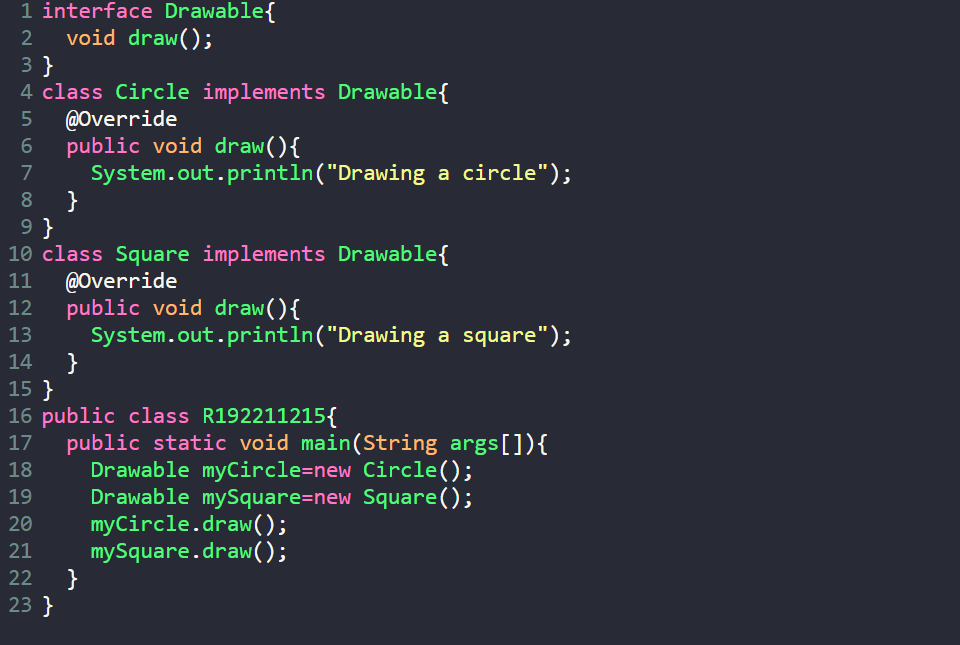 1 interface Drawable{
2   void draw();
3 }
4 class Circle implements Drawable{
5   @Override
6   public void draw(){
7     System.out.println("Drawing a circle");
8   }
9 }
10 class Square implements Drawable{
11   @Override
12   public void draw(){
13     System.out.println("Drawing a square");
14   }
15 }
16 public class R192211215{
17   public static void main(String args[]){
18     Drawable myCircle=new Circle();
19     Drawable mySquare=new Square();
20     myCircle.draw();
21     mySquare.draw();
22   }
23 }